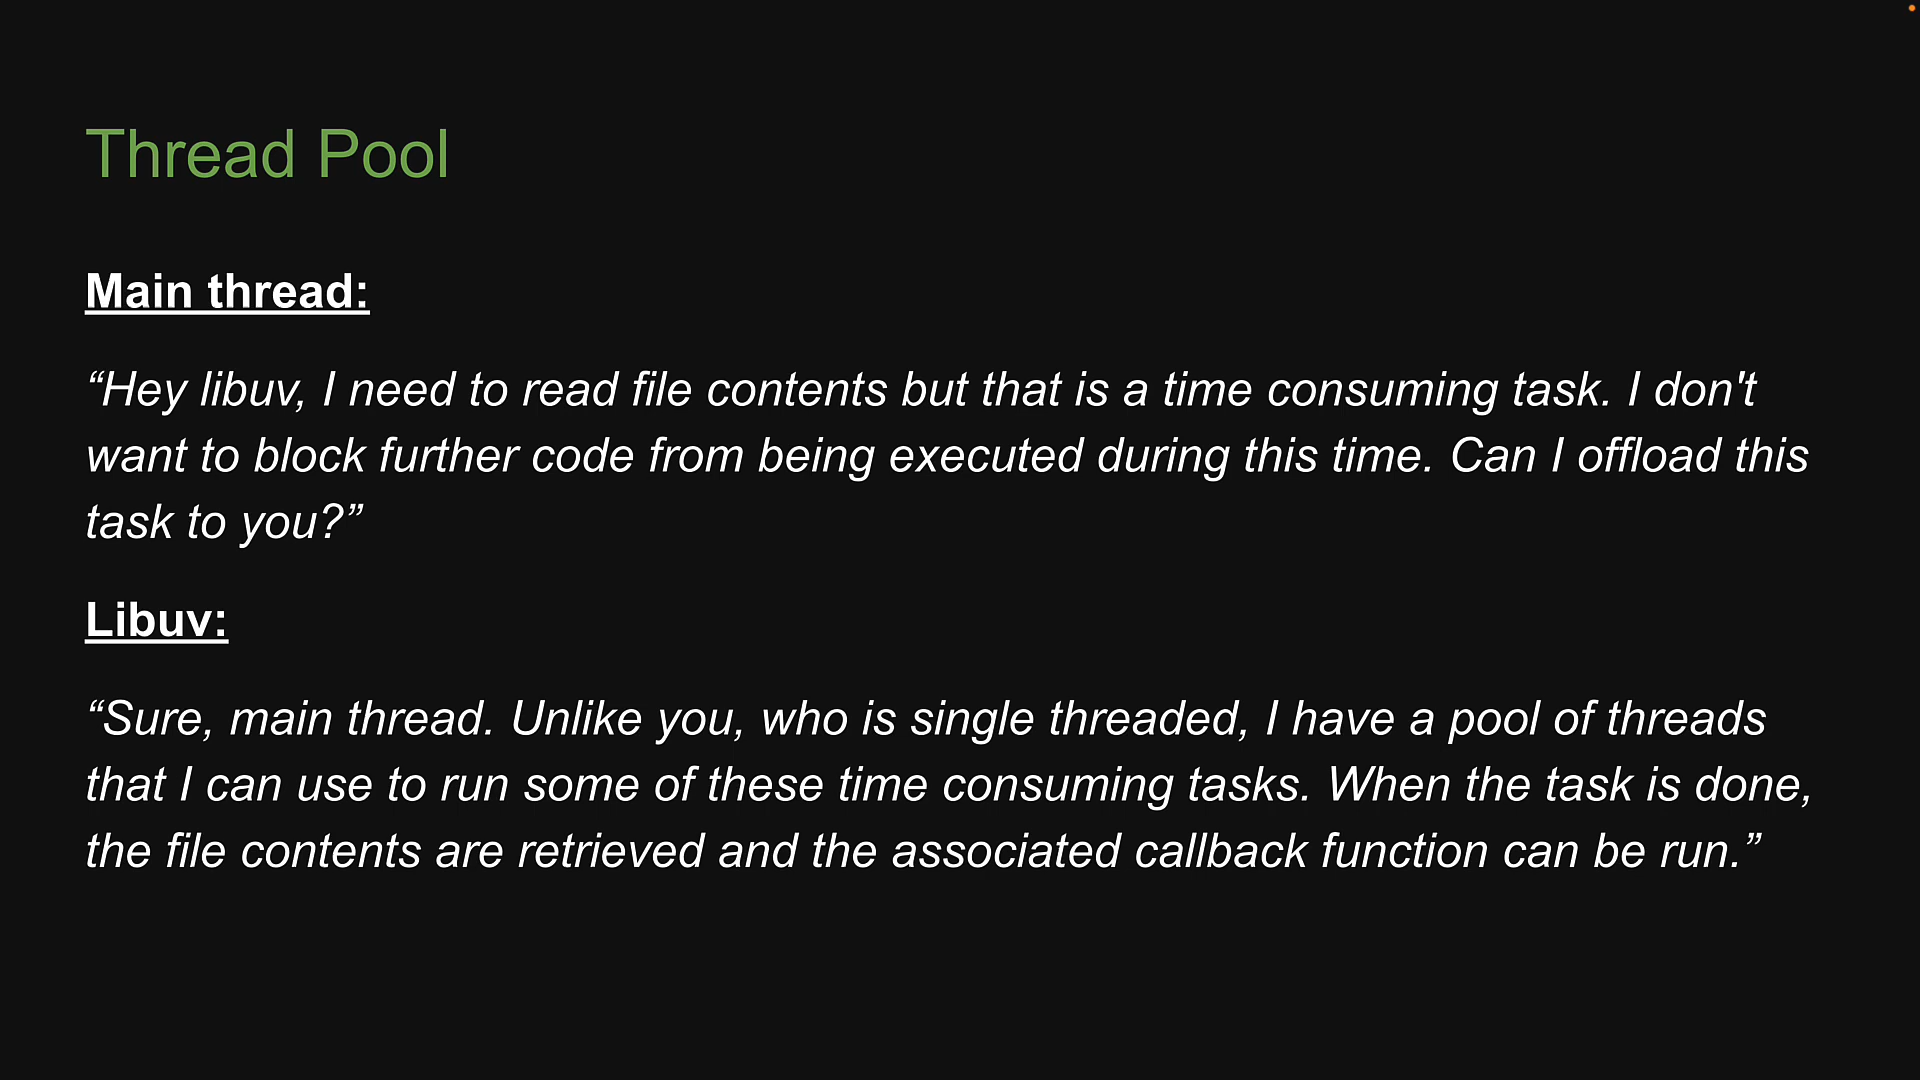 Thread Pool
Main thread:
“Hey libuv, I need to read file contents but that is a time consuming task. I don't
want to block further code from being executed during this time. Can I offload this
task to you?”
Libuv:
“Sure, main thread. Unlike you, who is single threaded, I have a pool of threads
that I can use to run some of these time consuming tasks. When the task is done,
the file contents are retrieved and the associated callback function can be run.”